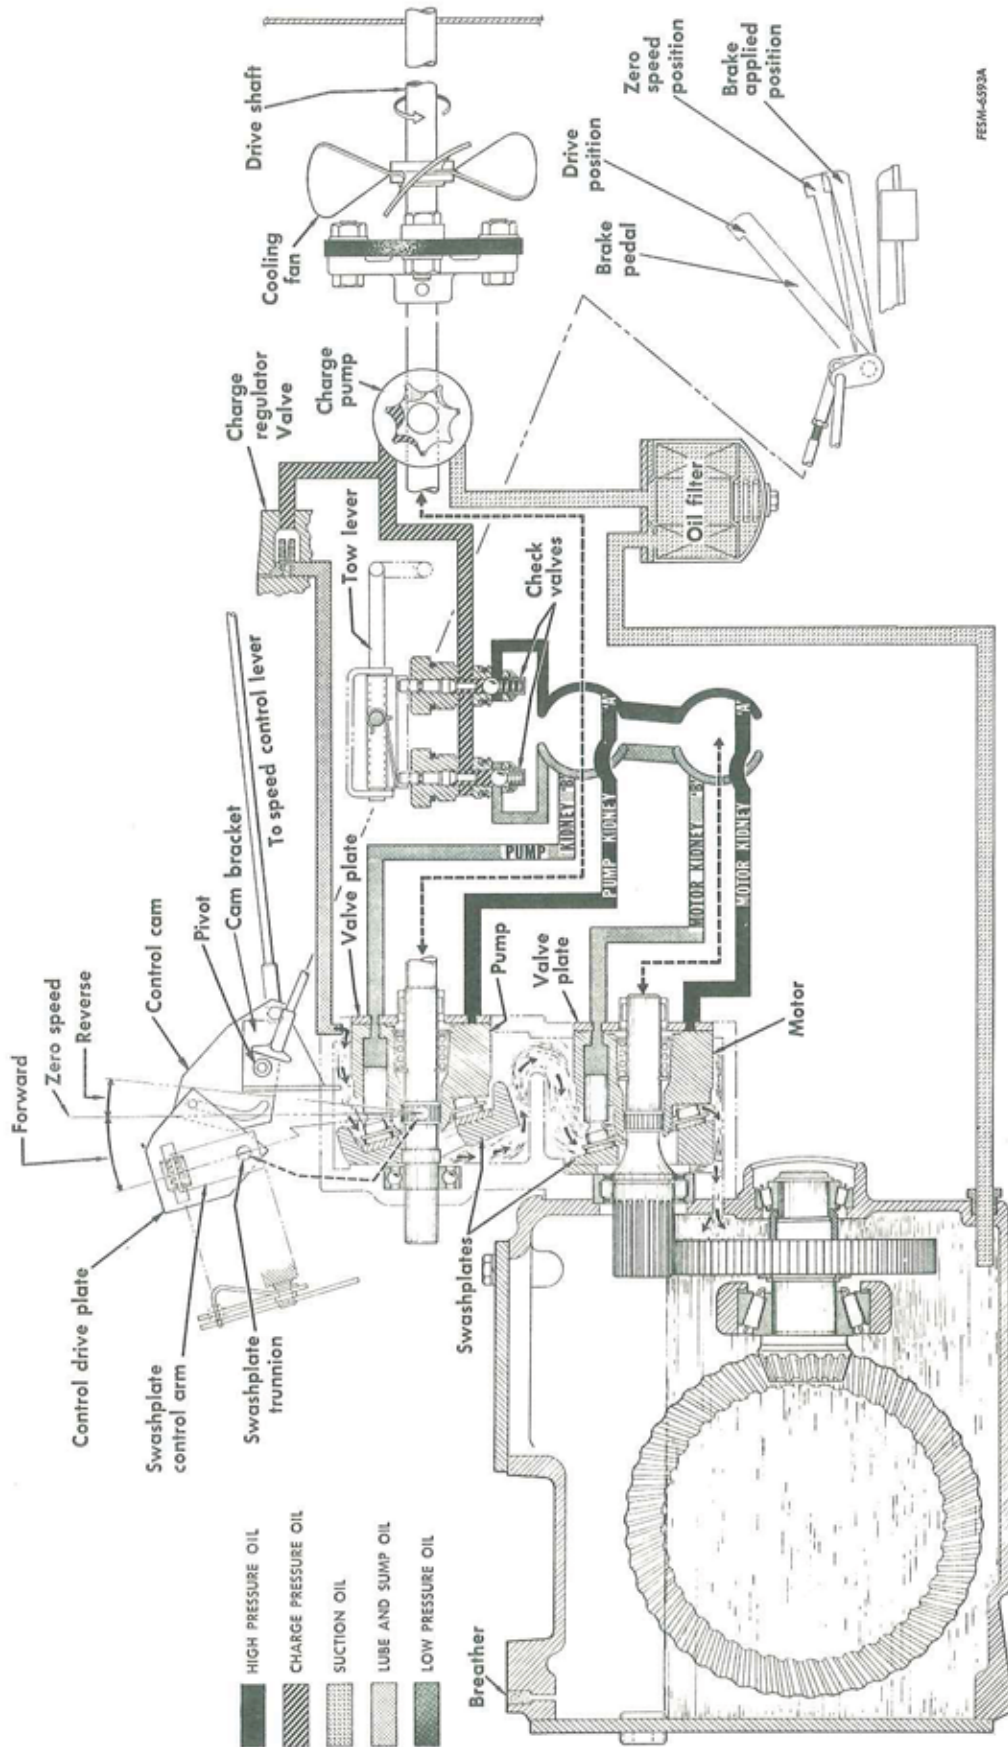 Forward
Zero speed
Reverse
Control cam
Pivot
Cam bracket
To speed control lever
Control drive plate
Swashplate
control arm
Swashplate
trunnion
Charge
regulator
Valve
Charge
pump
Cooling
fan
Drive shaft
Tow lever
Check
valves
Valve plate
PUMP
KIDNEY "B"
PUMP KIDNEY "A"
MOTOR KIDNEY "B"
MOTOR KIDNEY "A"
Pump
Valve
plate
Motor
Swashplates
Oil filter
Brake
pedal
Drive
position
Zero
speed
position
Brake
applied
position
HIGH PRESSURE OIL
CHARGE PRESSURE OIL
SUCTION OIL
LUBE AND SUMP OIL
LOW PRESSURE OIL
Breather
FESM-6593A